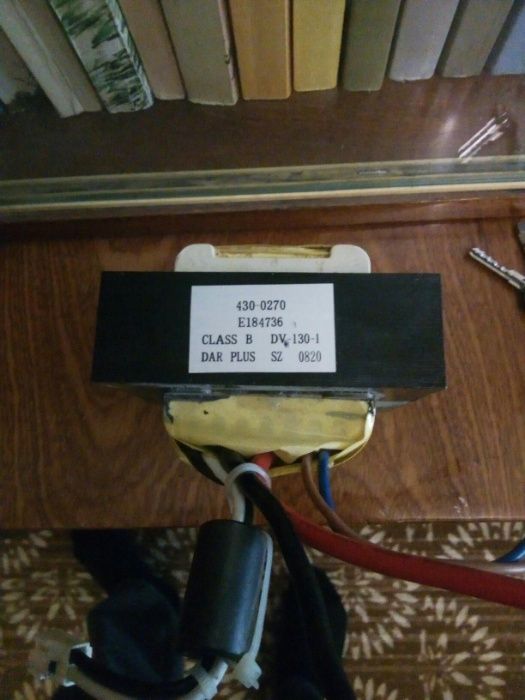 430-0270
E184736
CLASS B DV-130-1
DAR PLUS SZ 0820